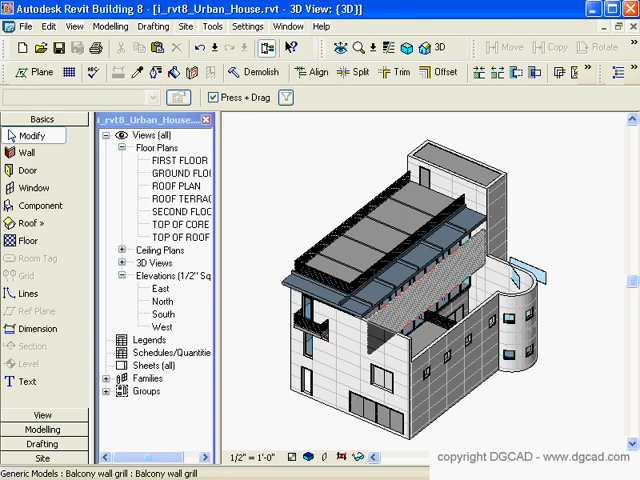 Autodesk Revit Building 8 - [i_rvt8_Urban_House.rvt - 3D View: {3D}]
File Edit View Modelling Drafting Site Tools Settings Window »
3D Move Copy Rotate »
Plane Demolish Align Split Trim Offset » »
Press + Drag
Basics
Modify
Wall
Door
Window
Component
Roof »
Floor
Room Tag
Grid
Lines
Ref Plane
Dimension
Section
Level
Text
View
Modelling
Drafting
Site
i_rvt8_Urban_House....
Views (all)
Floor Plans
FIRST FLOOR
GROUND FLO
ROOF PLAN
ROOF TERRA
SECOND FLO
TOP OF CORE
TOP OF ROOF
Ceiling Plans
3D Views
Elevations (1/2" Sq
East
North
South
West
Legends
Schedules/Quantitie
Sheets (all)
Families
Groups
1/2" = 1'-0"
Generic Models : Balcony wall grill : Balcony wall grill
copyright DGCAD - www.dgcad.com